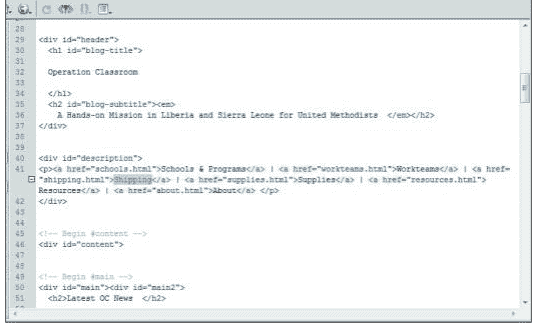 28
29 <div id="header">
30 <h1 id="blog-title">
31
32 Operation Classroom
33
34 </h1>
35 <h2 id="blog-subtitle"><em>
36 A Hands-on Mission in Liberia and Sierra Leone for United Methodists </em></h2>
37 </div>
38
39
40 <div id="description">
41 <p><a href="schools.html">Schools & Programs</a> | <a href="workteams.html">Workteams</a> | <a href=
"shipping.html">Shipping</a> | <a href="supplies.html">Supplies</a> | <a href="resources.html">
Resources</a> | <a href="about.html">About</a> </p>
42 </div>
43
44
45 <!-- Begin #content -->
46 <div id="content">
47
48
49 <!-- Begin #main -->
50 <div id="main"><div id="main2">
51 <h2>Latest OC News </h2>